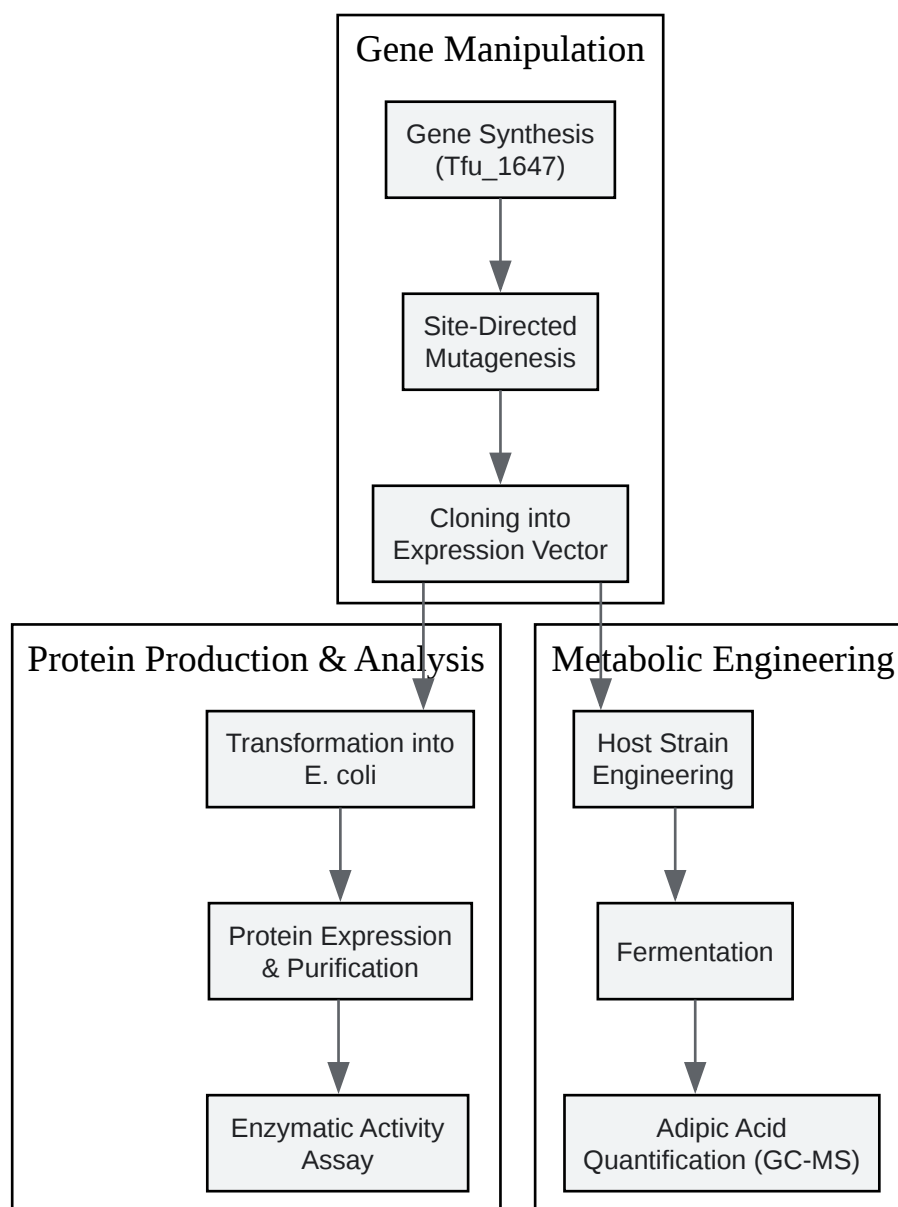 Gene Manipulation
Gene Synthesis
(Tfu_1647)
Site-Directed
Mutagenesis
Cloning into
Expression Vector
Protein Production & Analysis
Transformation into
E. coli
Protein Expression
& Purification
Enzymatic Activity
Assay
Metabolic Engineering
Host Strain
Engineering
Fermentation
Adipic Acid
Quantification (GC-MS)